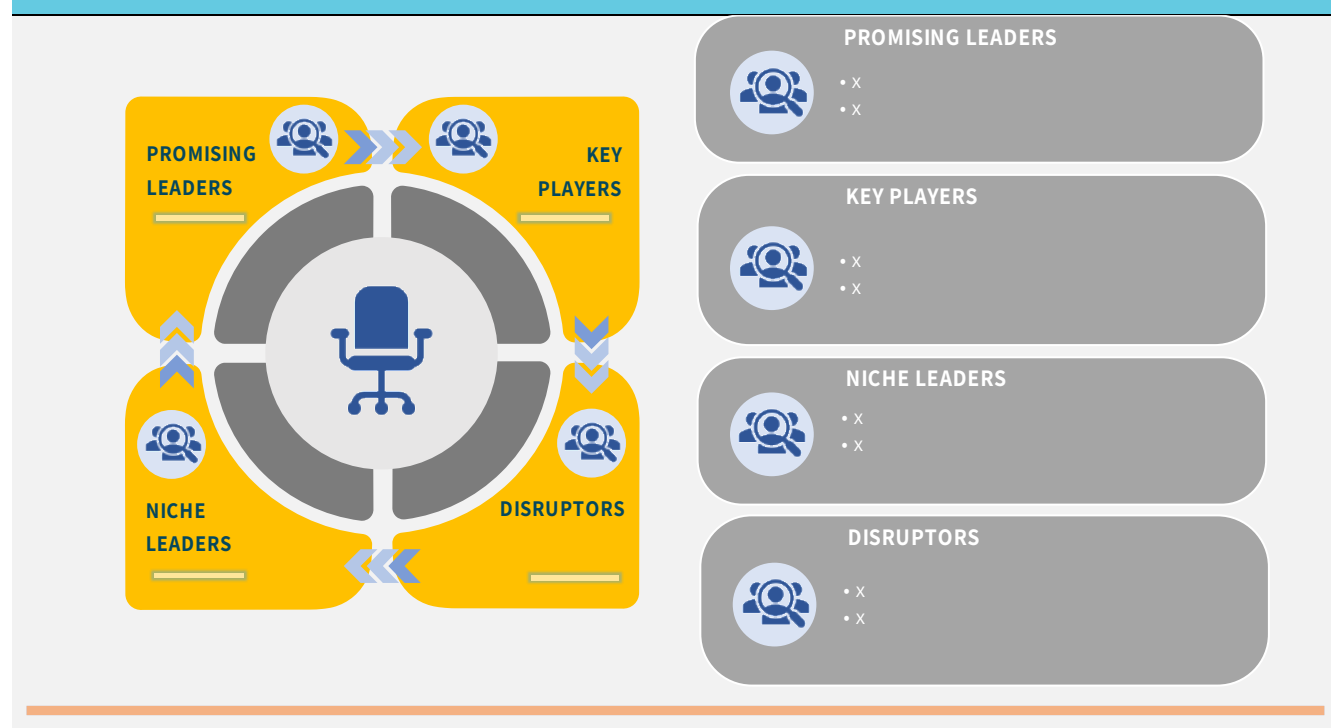 PROMISING
LEADERS
KEY
PLAYERS
NICHE
LEADERS
DISRUPTORS
PROMISING LEADERS
• x
• x
KEY PLAYERS
• x
• x
NICHE LEADERS
• x
• x
DISRUPTORS
• x
• x